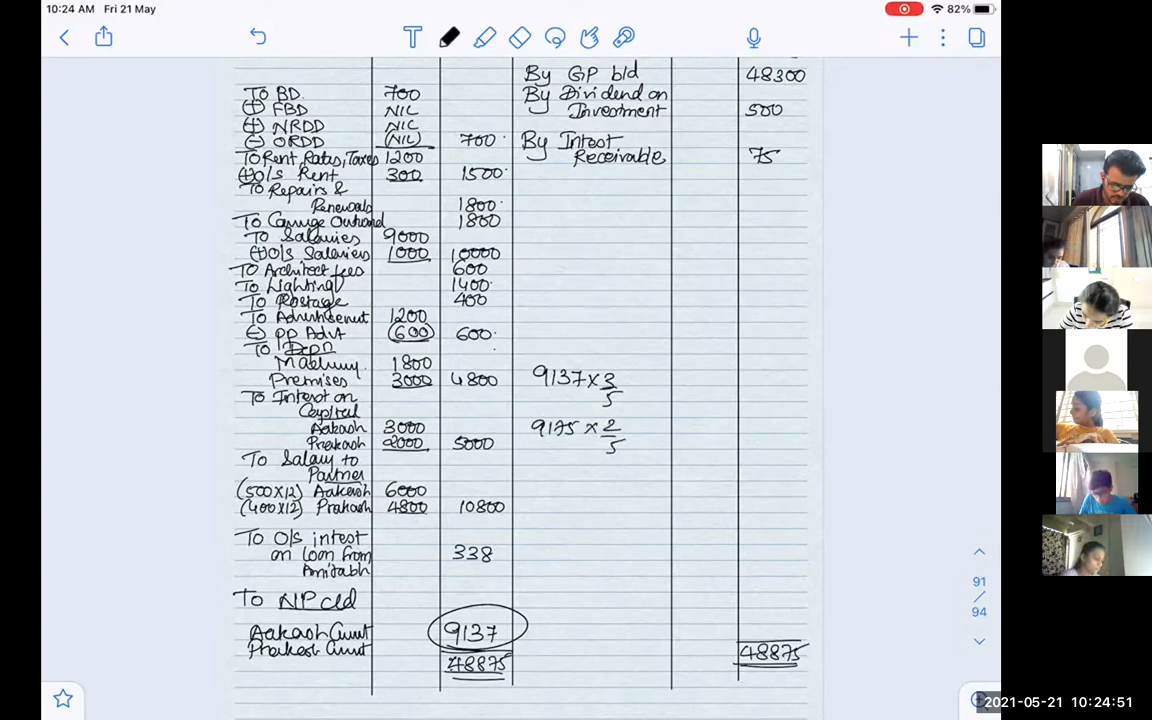 10:24 AM Fri 21 May
82%
T
By GP b/d 48300
To BD. 700
By Dividend on
(+) FBD NIL
Investment 500
(+) NRDD NIL
(-) ORDD (NIL) 700
By Intest
Receivable 75
To Rent Rates, Taxes 1200
(+) O/s Rent 300 1500
To Repairs &
Renewals 1800
To Carriage Outward 1800
To Salaries 9000
(+) O/s Salaries 1000 10000
To Architect fees 600
To Lighting 1400
To Postage 400
To Advertisement 1200
(-) PP Advt (600) 600
To Depn
Machinery 1800
Premises 3000 4800
9137 × 3/5
To Interest on
Capital
Aakash 3000
9175 × 2/5
Prakash 2000 5000
To Salary to
Partner
(500×12) Aakash 6000
(400×12) Prakash 4800 10800
To O/s intest
on loan from 338
Amitabh
To NP c/d
Aakash Curnt 9137
Prakash Curnt
48875 48875
91
/
94
2021-05-21 10:24:51